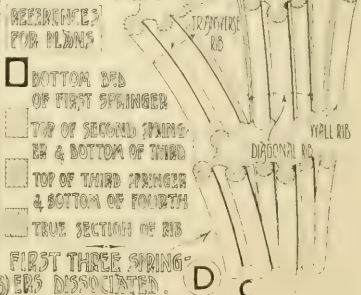 REFERENCES
FOR PLANS
BOTTOM BED
OF FIRST SPRINGER
TOP OF SECOND SPRING-
ER & BOTTOM OF THIRD
TOP OF THIRD SPRINGER
& BOTTOM OF FOURTH
TRUE SECTION OF RIB
FIRST THREE SPRING-
ERS DISSOCIATED.
TRANSVERSE
RIB
WALL RIB
DIAGONAL RIB
D
C